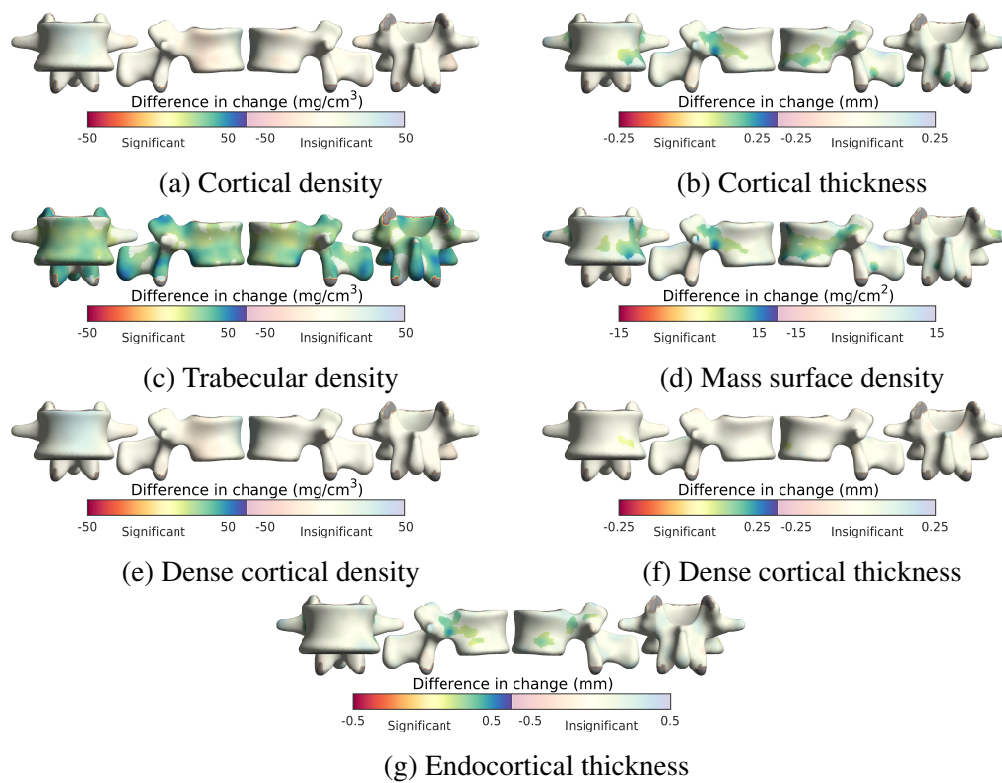 Difference in change (mg/cm³)
-50 50 -50 50
Significant Insignificant
(a) Cortical density
Difference in change (mm)
-0.25 0.25 -0.25 0.25
Significant Insignificant
(b) Cortical thickness
Difference in change (mg/cm³)
-50 50 -50 50
Significant Insignificant
(c) Trabecular density
Difference in change (mg/cm²)
-15 15 -15 15
Significant Insignificant
(d) Mass surface density
Difference in change (mg/cm³)
-50 50 -50 50
Significant Insignificant
(e) Dense cortical density
Difference in change (mm)
-0.25 0.25 -0.25 0.25
Significant Insignificant
(f) Dense cortical thickness
Difference in change (mm)
-0.5 0.5 -0.5 0.5
Significant Insignificant
(g) Endocortical thickness